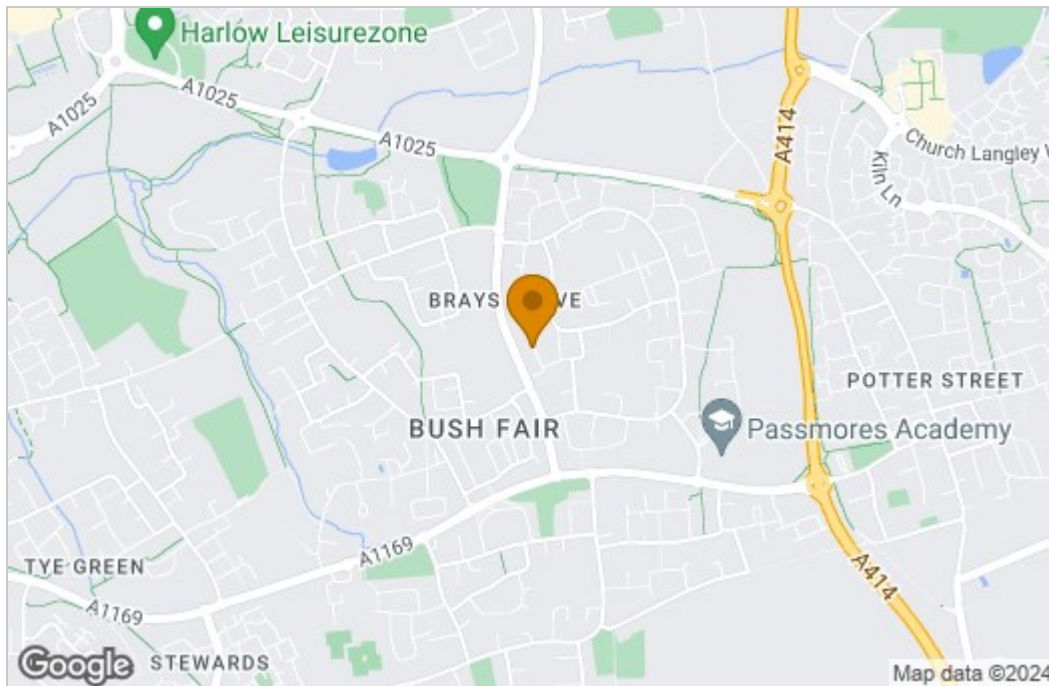 Harlow Leisurezone
A1025
A1025
A1025
A414
Church Langley W
Kiln Ln
BRAYS VE
POTTER STREET
BUSH FAIR
Passmores Academy
A1169
TYE GREEN
A414
A1169
STEWARDS
Google
Map data ©2024